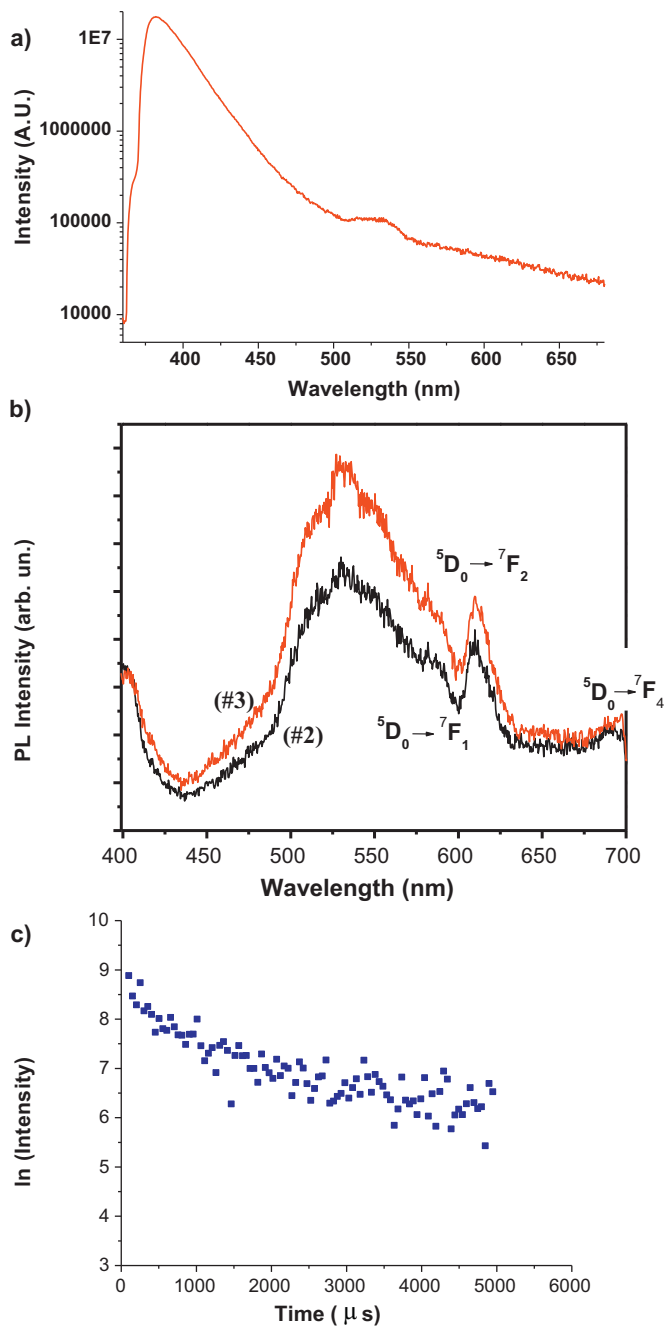 a)
Intensity (A.U.)
1E7
1000000
100000
10000
400 450 500 550 600 650
Wavelength (nm)
b)
PL Intensity (arb. un.)
⁵D₀ → ⁷F₂
⁵D₀ → ⁷F₄
(#3)
(#2)
⁵D₀ → ⁷F₁
400 450 500 550 600 650 700
Wavelength (nm)
c)
ln (Intensity)
10
9
8
7
6
5
4
3
0 1000 2000 3000 4000 5000 6000
Time (μs)